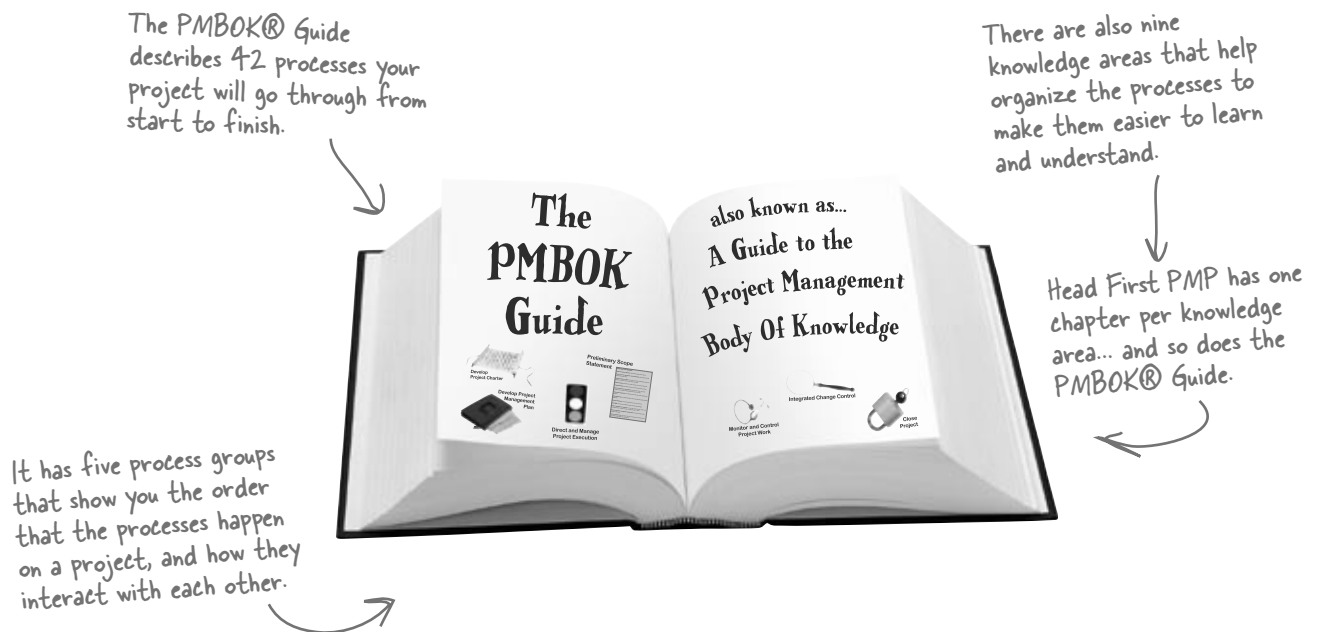 The PMBOK® Guide
describes 42 processes your
project will go through from
start to finish.
There are also nine
knowledge areas that help
organize the processes to
make them easier to learn
and understand.
Head First PMP has one
chapter per knowledge
area... and so does the
PMBOK® Guide.
The
PMBOK
Guide
Develop
Project Charter
Preliminary Scope
Statement
Develop Project
Management
Plan
Direct and Manage
Project Execution
also known as...
A Guide to the
Project Management
Body Of Knowledge
Integrated Change Control
Monitor and Control
Project Work
Close
Project
It has five process groups
that show you the order
that the processes happen
on a project, and how they
interact with each other.